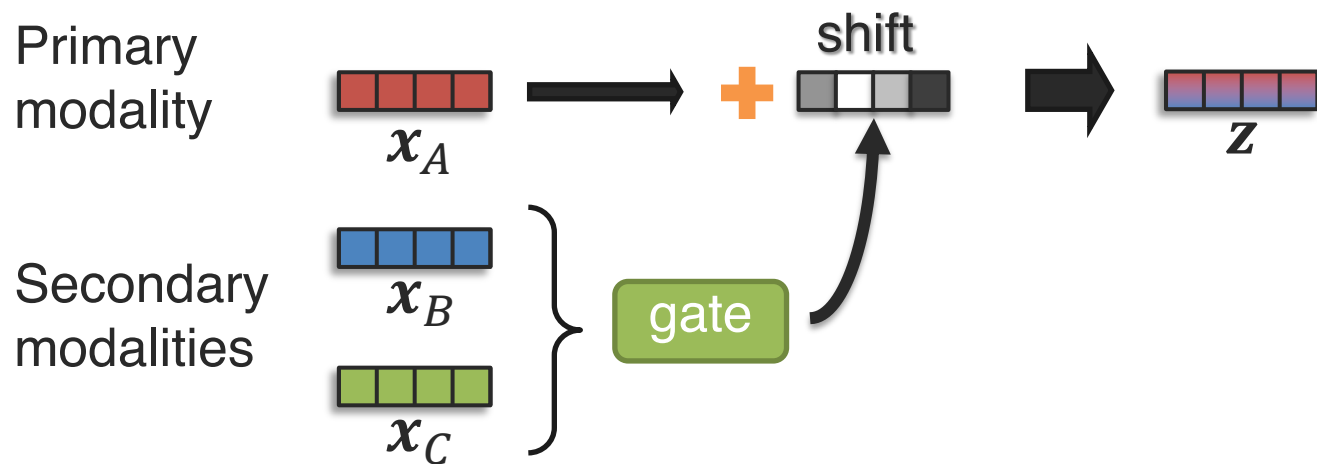 Primary
modality
x_A
shift
z
Secondary
modalities
x_B
x_C
gate